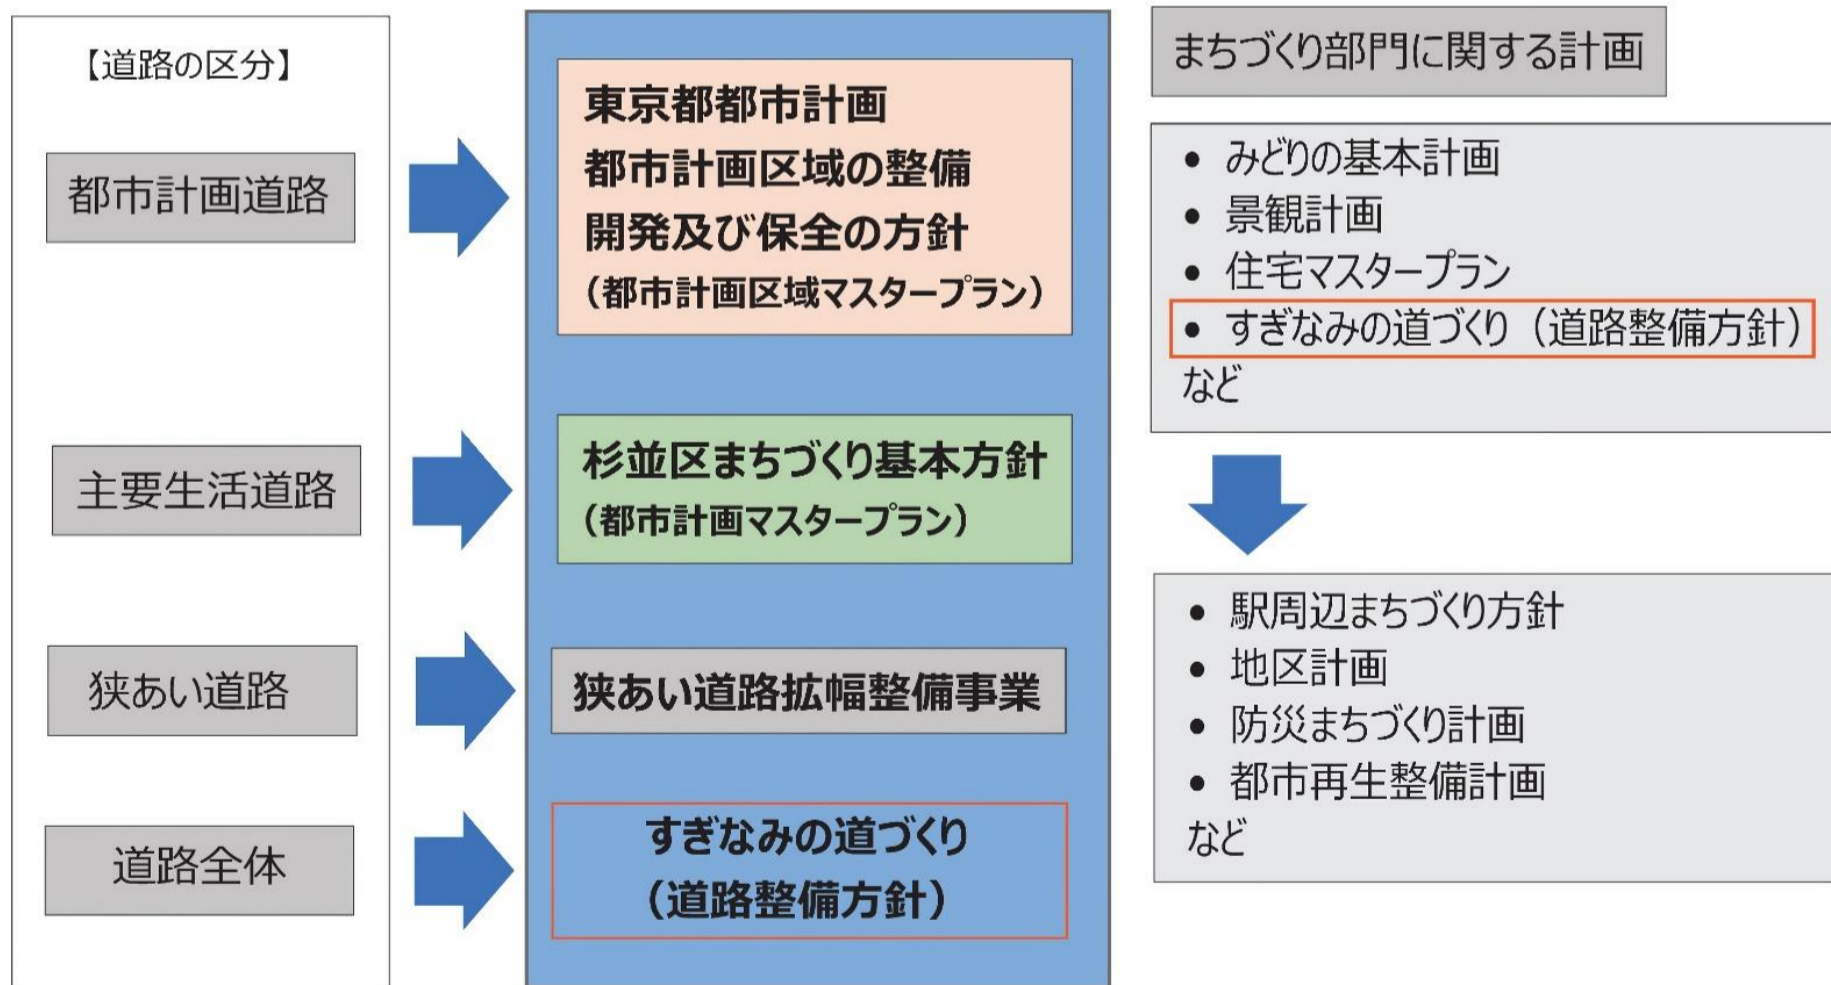 【道路の区分】
都市計画道路
主要生活道路
狭あい道路
道路全体
東京都都市計画
都市計画区域の整備
開発及び保全の方針
（都市計画区域マスタープラン）
杉並区まちづくり基本方針
（都市計画マスタープラン）
狭あい道路拡幅整備事業
すぎなみの道づくり
（道路整備方針）
まちづくり部門に関する計画
• みどりの基本計画
• 景観計画
• 住宅マスタープラン
• すぎなみの道づくり（道路整備方針）
など
• 駅周辺まちづくり方針
• 地区計画
• 防災まちづくり計画
• 都市再生整備計画
など